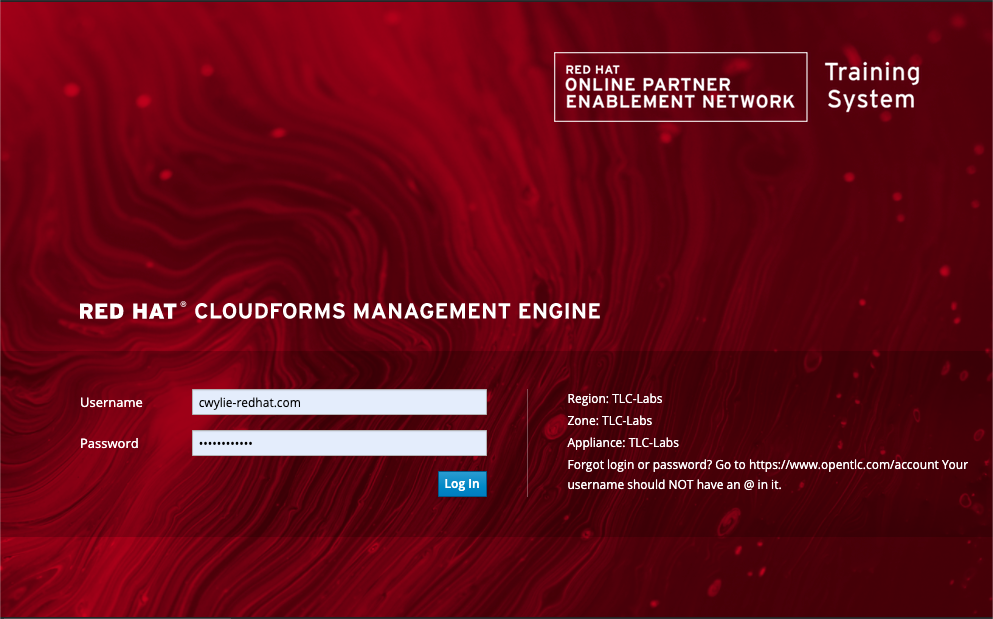 RED HAT
ONLINE PARTNER
ENABLEMENT NETWORK
Training
System
RED HAT® CLOUDFORMS MANAGEMENT ENGINE
Username
cwylie-redhat.com
Password
••••••••••••
Log In
Region: TLC-Labs
Zone: TLC-Labs
Appliance: TLC-Labs
Forgot login or password? Go to https://www.opentlc.com/account Your
username should NOT have an @ in it.